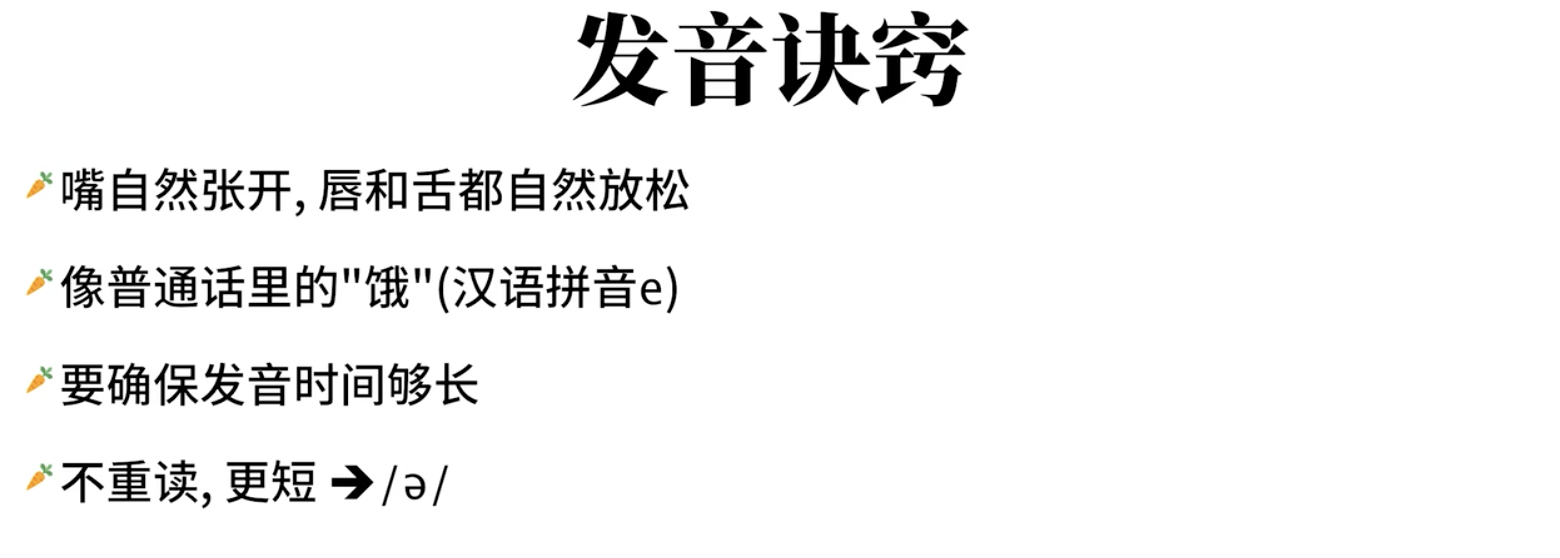 发音诀窍
🥕嘴自然张开, 唇和舌都自然放松
🥕像普通话里的"饿"(汉语拼音e)
🥕要确保发音时间够长
🥕不重读, 更短 ➔ /ə/